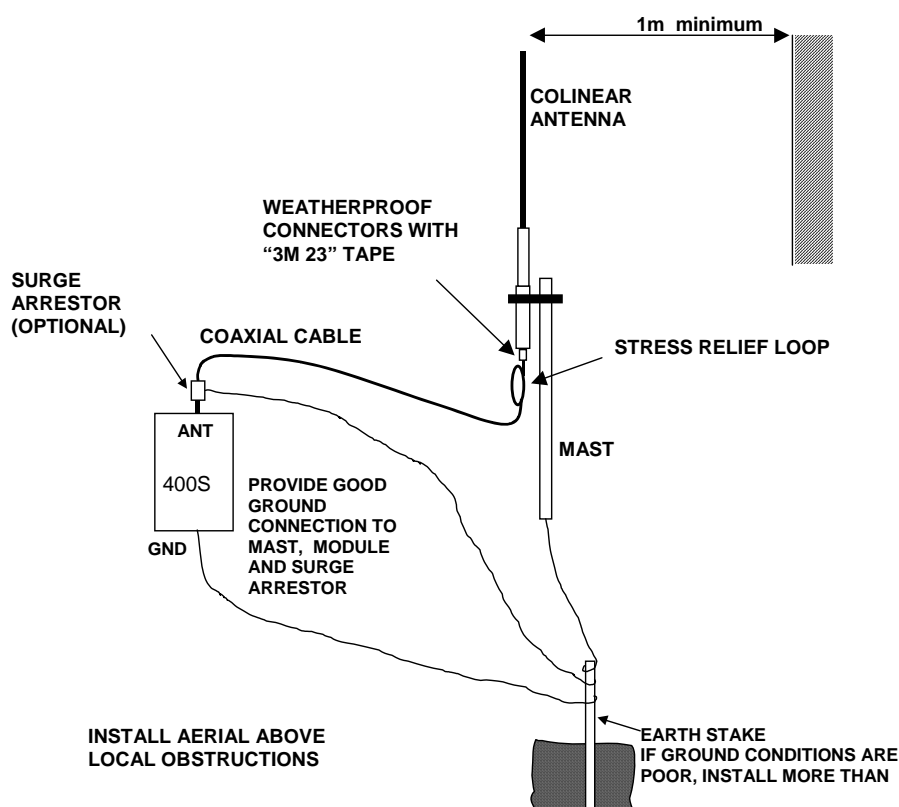 1m minimum
COLINEAR
ANTENNA
WEATHERPROOF
CONNECTORS WITH
“3M 23” TAPE
SURGE
ARRESTOR
(OPTIONAL)
COAXIAL CABLE
STRESS RELIEF LOOP
ANT
MAST
400S
PROVIDE GOOD
GROUND
CONNECTION TO
MAST, MODULE
AND SURGE
ARRESTOR
GND
INSTALL AERIAL ABOVE
LOCAL OBSTRUCTIONS
EARTH STAKE
IF GROUND CONDITIONS ARE
POOR, INSTALL MORE THAN